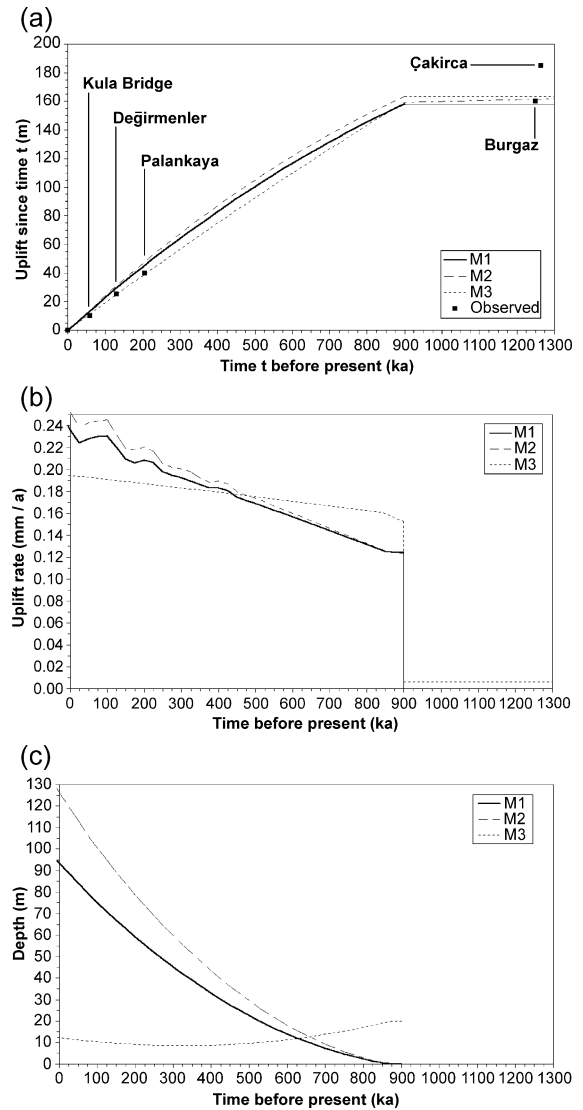 (a)
200
180
160
140
120
100
80
60
40
20
0
Uplift since time t (m)
Kula Bridge
Değirmenler
Palankaya
Çakirca
Burgaz
M1
M2
M3
Observed
0 100 200 300 400 500 600 700 800 900 1000 1100 1200 1300
Time t before present (ka)
(b)
0.24
0.22
0.20
0.18
0.16
0.14
0.12
0.10
0.08
0.06
0.04
0.02
0.00
Uplift rate (mm / a)
M1
M2
M3
0 100 200 300 400 500 600 700 800 900 1000 1100 1200 1300
Time before present (ka)
(c)
130
120
110
100
90
80
70
60
50
40
30
20
10
0
Depth (m)
M1
M2
M3
0 100 200 300 400 500 600 700 800 900 1000 1100 1200 1300
Time before present (ka)